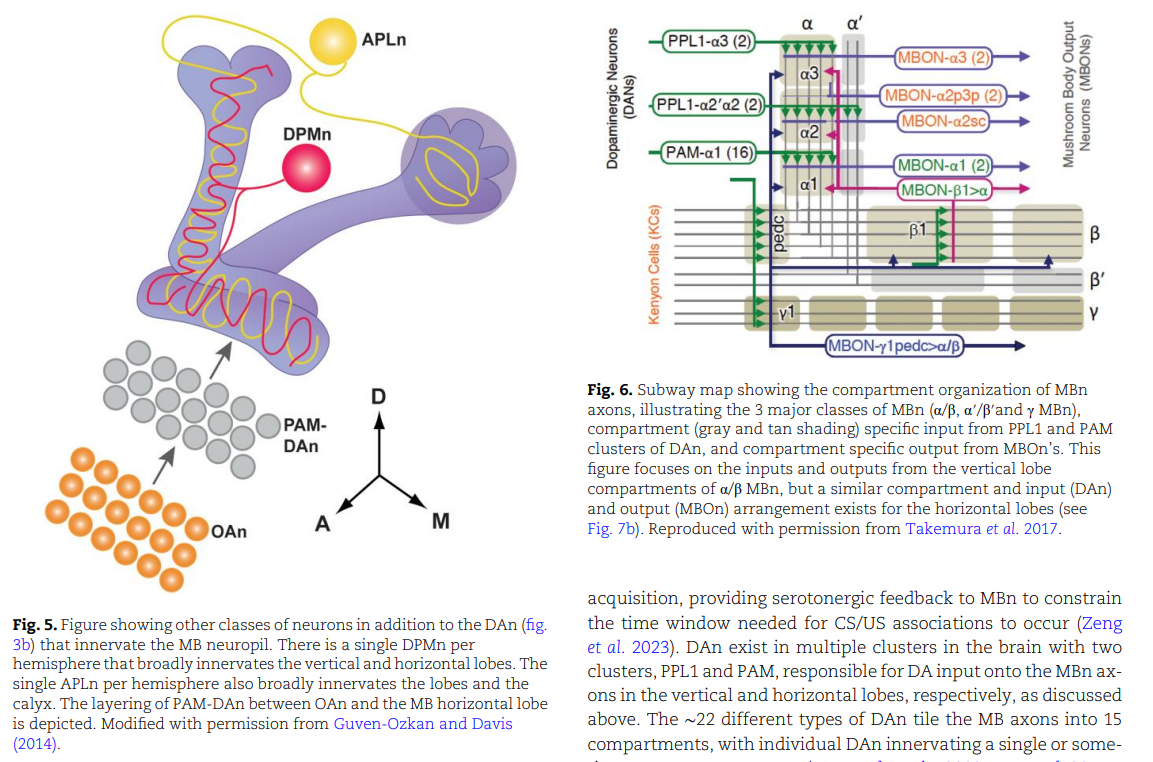 APLn
DPMn
PAM-
DAn
OAn
D
A
M
Fig. 5. Figure showing other classes of neurons in addition to the DAn (fig.
3b) that innervate the MB neuropil. There is a single DPMn per
hemisphere that broadly innervates the vertical and horizontal lobes. The
single APLn per hemisphere also broadly innervates the lobes and the
calyx. The layering of PAM-DAn between OAn and the MB horizontal lobe
is depicted. Modified with permission from Guven-Ozkan and Davis
(2014).
α
α′
Dopaminergic Neurons
(DANs)
PPL1-α3 (2)
PPL1-α2′α2 (2)
PAM-α1 (16)
α3
α2
α1
MBON-α3 (2)
MBON-α2p3p (2)
MBON-α2sc
MBON-α1 (2)
MBON-β1>α
Mushroom Body Output
Neurons (MBONs)
Kenyon Cells (KCs)
pedc
β1
γ1
β
β′
γ
MBON-γ1pedc>α/β
Fig. 6. Subway map showing the compartment organization of MBn
axons, illustrating the 3 major classes of MBn (α/β, α′/β′and γ MBn),
compartment (gray and tan shading) specific input from PPL1 and PAM
clusters of DAn, and compartment specific output from MBOn's. This
figure focuses on the inputs and outputs from the vertical lobe
compartments of α/β MBn, but a similar compartment and input (DAn)
and output (MBOn) arrangement exists for the horizontal lobes (see
Fig. 7b). Reproduced with permission from Takemura et al. 2017.
acquisition, providing serotonergic feedback to MBn to constrain
the time window needed for CS/US associations to occur (Zeng
et al. 2023). DAn exist in multiple clusters in the brain with two
clusters, PPL1 and PAM, responsible for DA input onto the MBn ax-
ons in the vertical and horizontal lobes, respectively, as discussed
above. The ~22 different types of DAn tile the MB axons into 15
compartments, with individual DAn innervating a single or some-